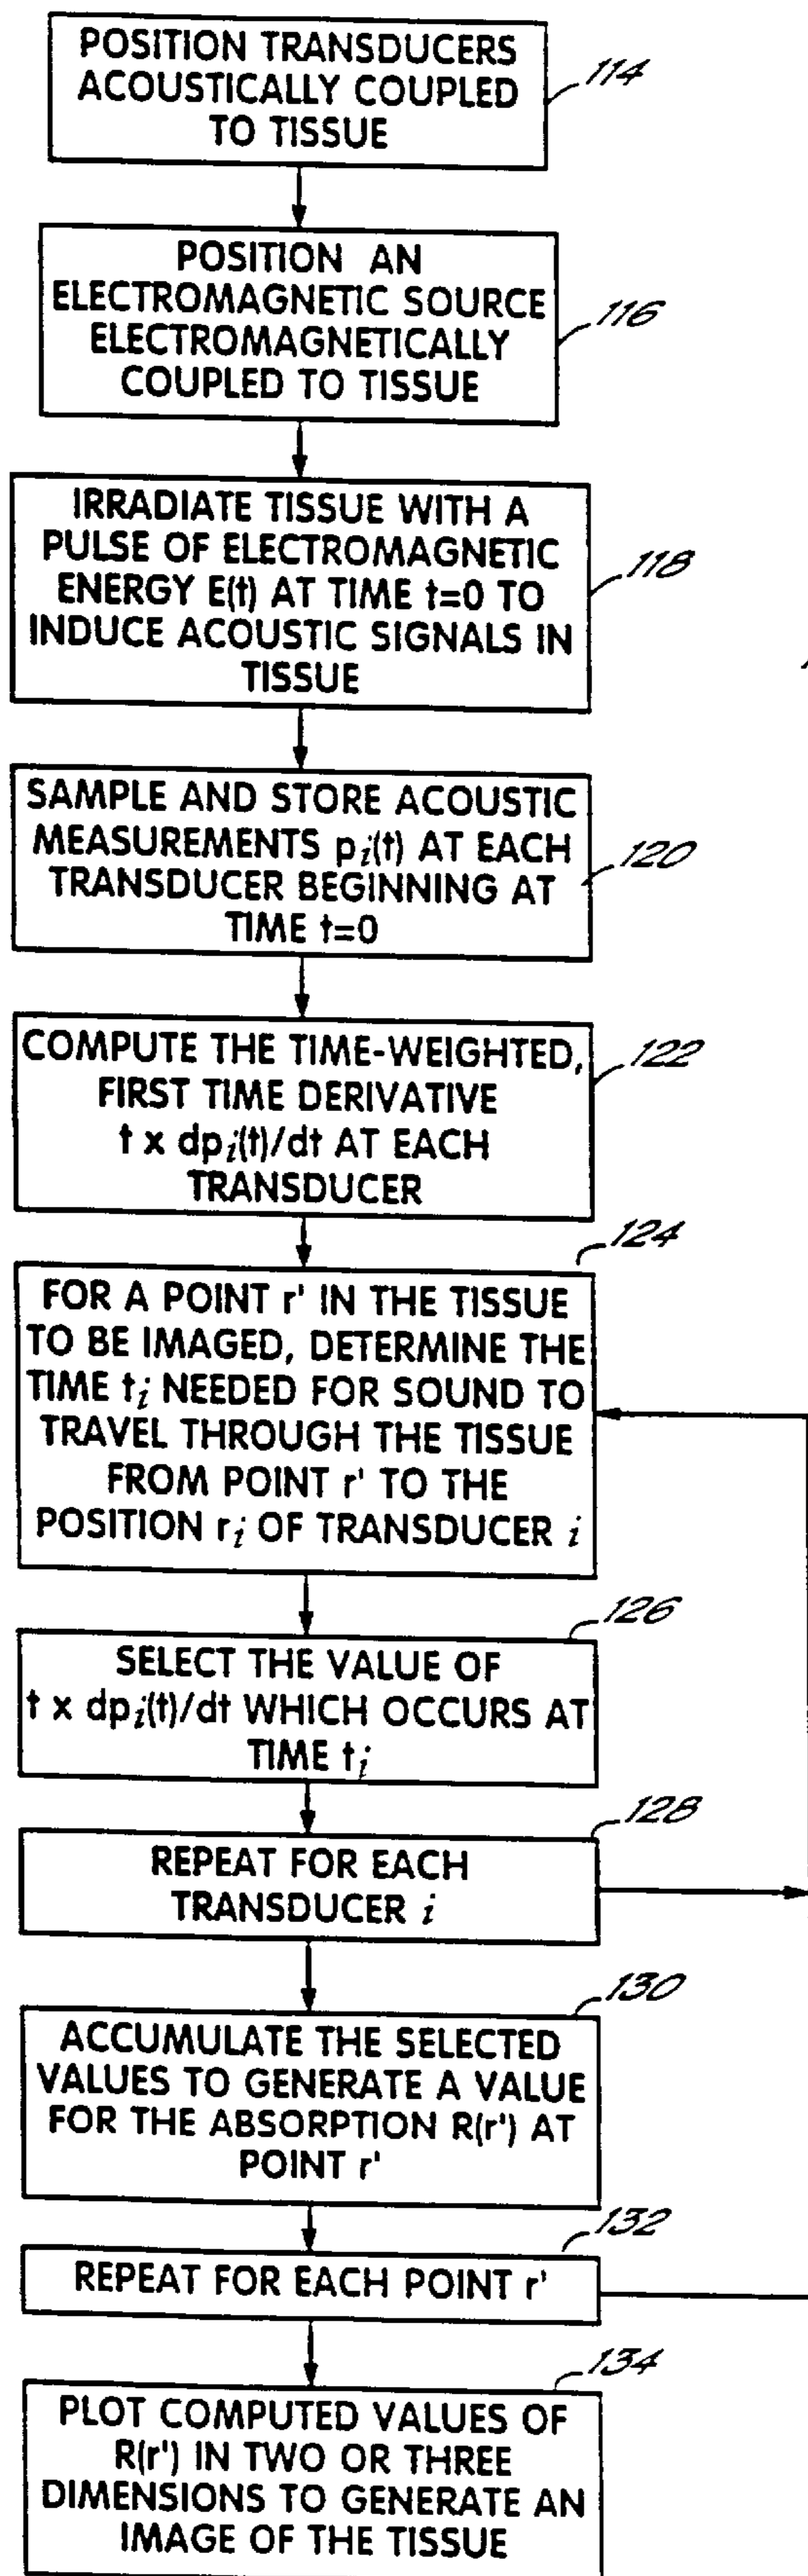 POSITION TRANSDUCERS
ACOUSTICALLY COUPLED
TO TISSUE
114
POSITION AN
ELECTROMAGNETIC SOURCE
ELECTROMAGNETICALLY
COUPLED TO TISSUE
116
IRRADIATE TISSUE WITH A
PULSE OF ELECTROMAGNETIC
ENERGY E(t) AT TIME t=0 TO
INDUCE ACOUSTIC SIGNALS IN
TISSUE
118
SAMPLE AND STORE ACOUSTIC
MEASUREMENTS pi(t) AT EACH
TRANSDUCER BEGINNING AT
TIME t=0
120
COMPUTE THE TIME-WEIGHTED,
FIRST TIME DERIVATIVE
t x dpi(t)/dt AT EACH
TRANSDUCER
122
124
FOR A POINT r' IN THE TISSUE
TO BE IMAGED, DETERMINE THE
TIME ti NEEDED FOR SOUND TO
TRAVEL THROUGH THE TISSUE
FROM POINT r' TO THE
POSITION ri OF TRANSDUCER i
126
SELECT THE VALUE OF
t x dpi(t)/dt WHICH OCCURS AT
TIME ti
128
REPEAT FOR EACH
TRANSDUCER i
130
ACCUMULATE THE SELECTED
VALUES TO GENERATE A VALUE
FOR THE ABSORPTION R(r') AT
POINT r'
132
REPEAT FOR EACH POINT r'
134
PLOT COMPUTED VALUES OF
R(r') IN TWO OR THREE
DIMENSIONS TO GENERATE AN
IMAGE OF THE TISSUE